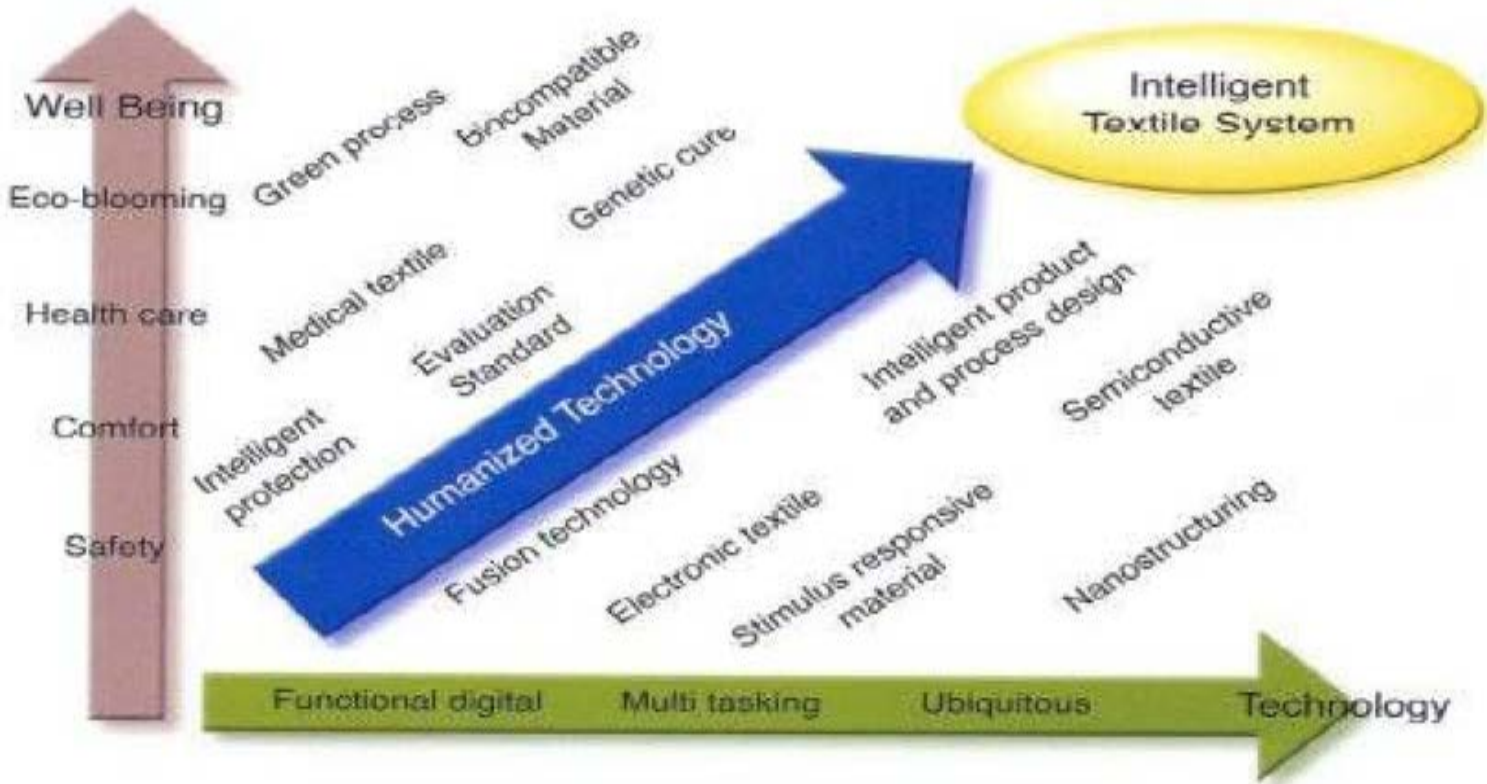 Well Being
Eco-blooming
Health care
Comfort
Safety
Green process
biocompatible
Material
Genetic cure
Medical textile
Evaluation
Standard
Intelligent
protection
Humanized Technology
Intelligent
Textile System
Intelligent product
and process design
Semiconductive
textile
Fusion technology
Electronic textile
Stimulus responsive
material
Nanostructuring
Functional digital
Multi tasking
Ubiquitous
Technology